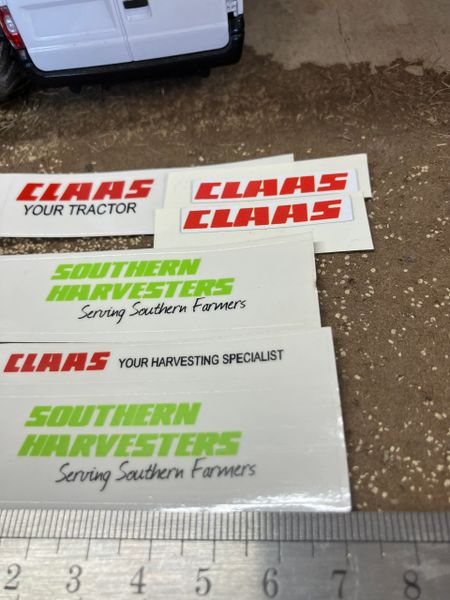 CLAAS
YOUR TRACTOR
CLAAS
CLAAS
SOUTHERN
HARVESTERS
Serving Southern Farmers
CLAAS YOUR HARVESTING SPECIALIST
SOUTHERN
HARVESTERS
Serving Southern Farmers
2 3 4 5 6 7 8